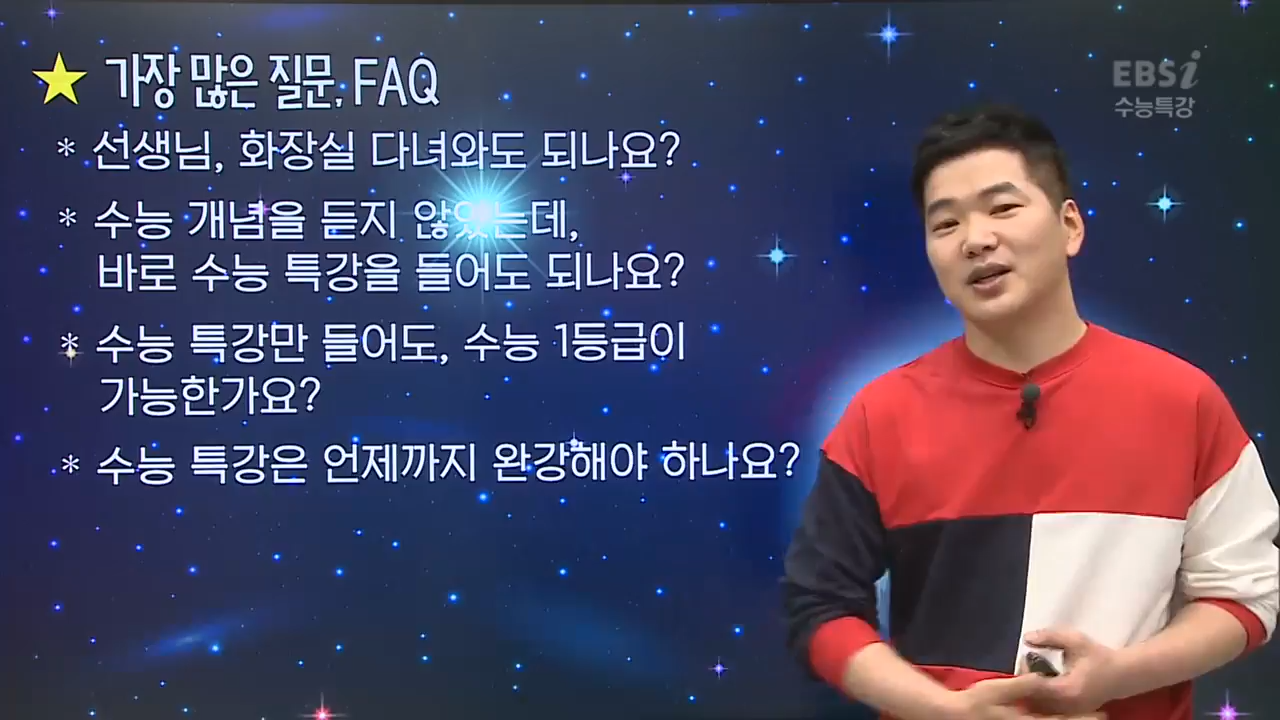 ★ 가장 많은 질문, FAQ
* 선생님, 화장실 다녀와도 되나요?
* 수능 개념을 듣지 않았는데,
바로 수능 특강을 들어도 되나요?
* 수능 특강만 들어도, 수능 1등급이
가능한가요?
* 수능 특강은 언제까지 완강해야 하나요?
EBSi
수능특강